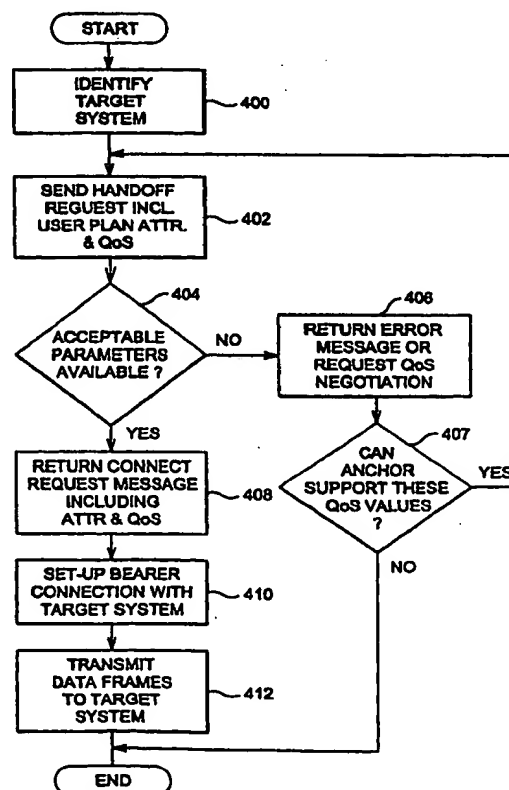 START
IDENTIFY
TARGET
SYSTEM
400
SEND HANDOFF
REGUEST INCL.
USER PLAN ATTR.
& QoS
402
404
ACCEPTABLE
PARAMETERS
AVAILABLE ?
NO
YES
406
RETURN ERROR
MESSAGE OR
REQUEST QoS
NEGOTIATION
407
CAN
ANCHOR
SUPPORT THESE
QoS VALUES
?
YES
NO
RETURN CONNECT
REQUEST MESSAGE
INCLUDING
ATTR & QoS
408
SET-UP BEARER
CONNECTION WITH
TARGET SYSTEM
410
TRANSMIT
DATA FRAMES
TO TARGET
SYSTEM
412
END